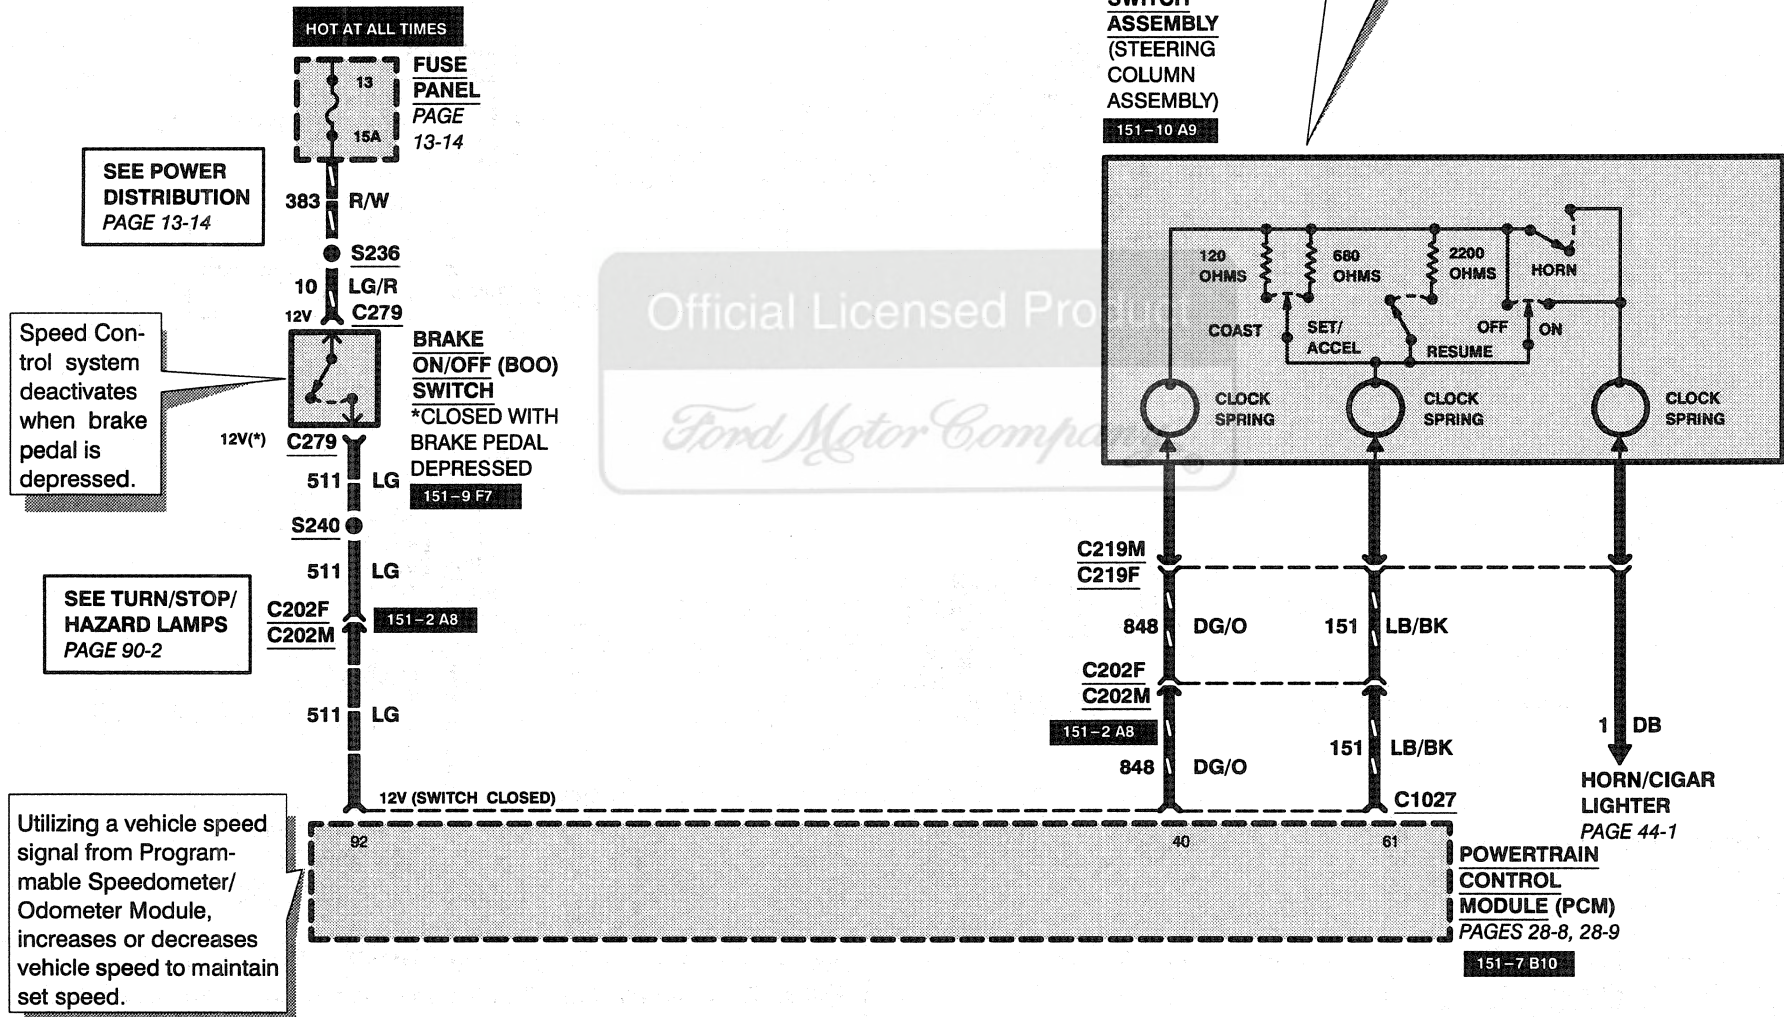 HOT AT ALL TIMES
13
15A
FUSE
PANEL
PAGE
13-14
SEE POWER
DISTRIBUTION
PAGE 13-14
383 R/W
S236
10 LG/R
12V C279
Speed Con-
trol system
deactivates
when brake
pedal is
depressed.
BRAKE
ON/OFF (BOO)
SWITCH
*CLOSED WITH
BRAKE PEDAL
DEPRESSED
151-9 F7
12V(*) C279
511 LG
S240
511 LG
SEE TURN/STOP/
HAZARD LAMPS
PAGE 90-2
C202F
C202M
151-2 A8
511 LG
12V (SWITCH CLOSED)
Utilizing a vehicle speed
signal from Program-
mable Speedometer/
Odometer Module,
increases or decreases
vehicle speed to maintain
set speed.
92 40 61
Official Licensed Product
Ford Motor Company
®
SWITCH
ASSEMBLY
(STEERING
COLUMN
ASSEMBLY)
151-10 A9
120
OHMS
680
OHMS
2200
OHMS
HORN
COAST
SET/
ACCEL
RESUME
OFF
ON
CLOCK
SPRING
CLOCK
SPRING
CLOCK
SPRING
C219M
C219F
848 DG/O
151 LB/BK
C202F
C202M
151-2 A8
848 DG/O
151 LB/BK
1 DB
HORN/CIGAR
LIGHTER
PAGE 44-1
C1027
POWERTRAIN
CONTROL
MODULE (PCM)
PAGES 28-8, 28-9
151-7 B10